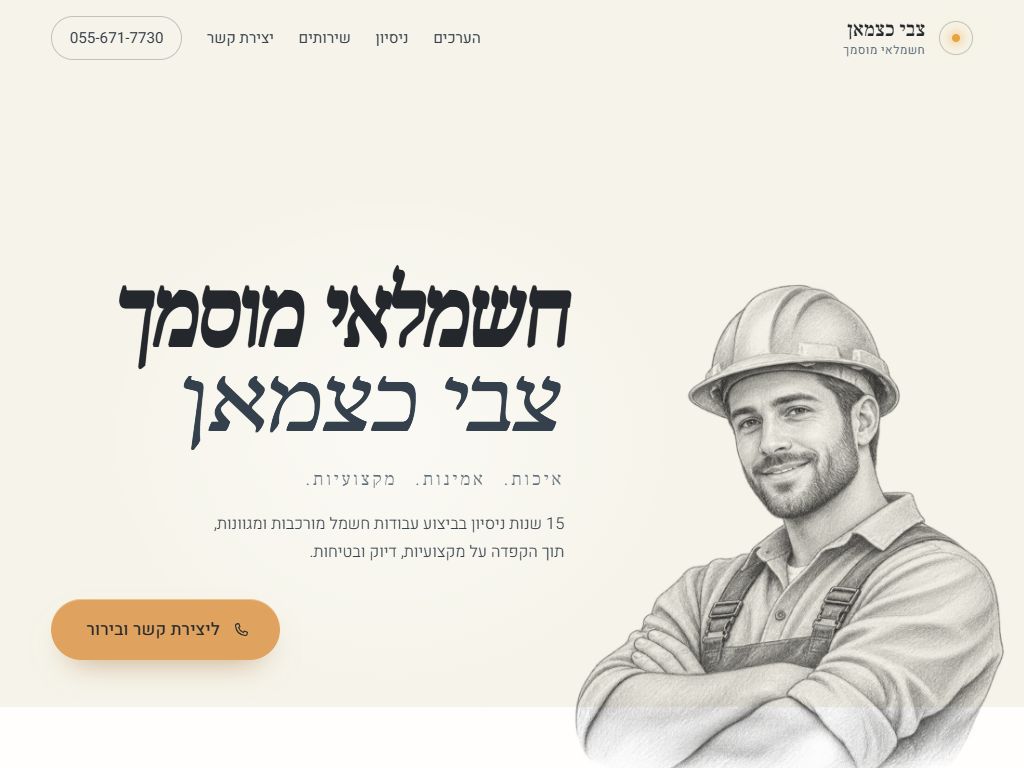 צבי כצמאן
חשמלאי מוסמך
הערכים
ניסיון
שירותים
יצירת קשר
055-671-7730
חשמלאי מוסמך
צבי כצמאן
איכות. אמינות. מקצועיות.
15 שנות ניסיון בביצוע עבודות חשמל מורכבות ומגוונות,
תוך הקפדה על מקצועיות, דיוק ובטיחות.
ליצירת קשר ובירור